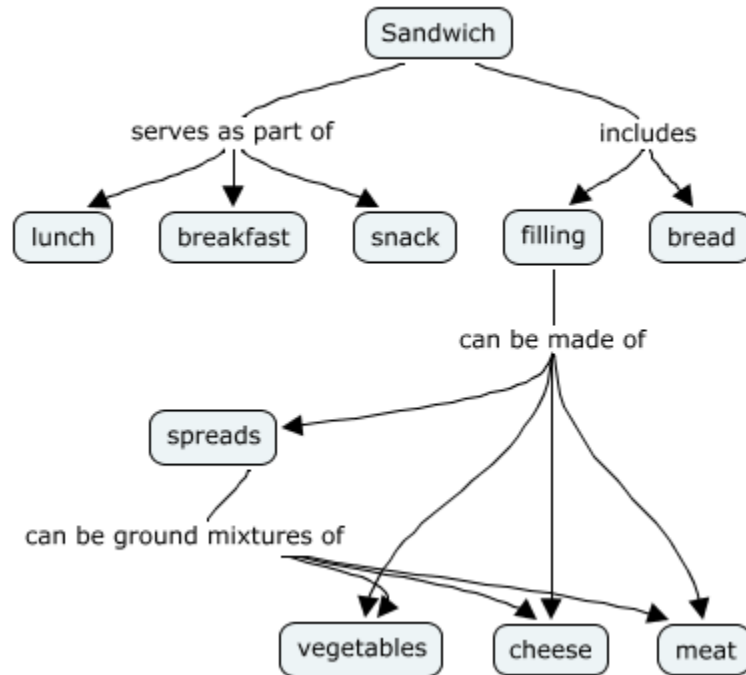 Sandwich
serves as part of
includes
lunch
breakfast
snack
filling
bread
can be made of
spreads
can be ground mixtures of
vegetables
cheese
meat